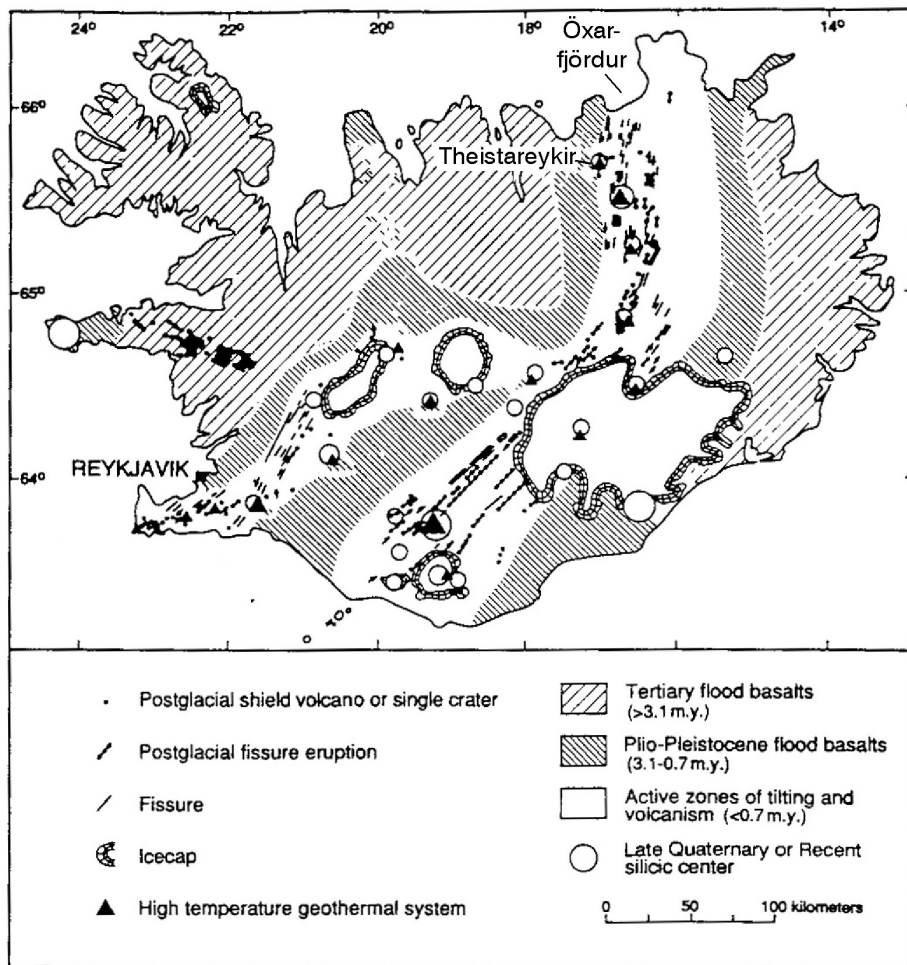 24° 22° 20° 18° 14°
Öxar-
fjördur
66°
Theistareykir
65°
REYKJAVIK
64°
Postglacial shield volcano or single crater
Postglacial fissure eruption
Fissure
Icecap
High temperature geothermal system
Tertiary flood basalts
(>3.1 m.y.)
Plio-Pleistocene flood basalts
(3.1-0.7 m.y.)
Active zones of tilting and
volcanism (<0.7 m.y.)
Late Quaternary or Recent
silicic center
0 50 100 kilometers